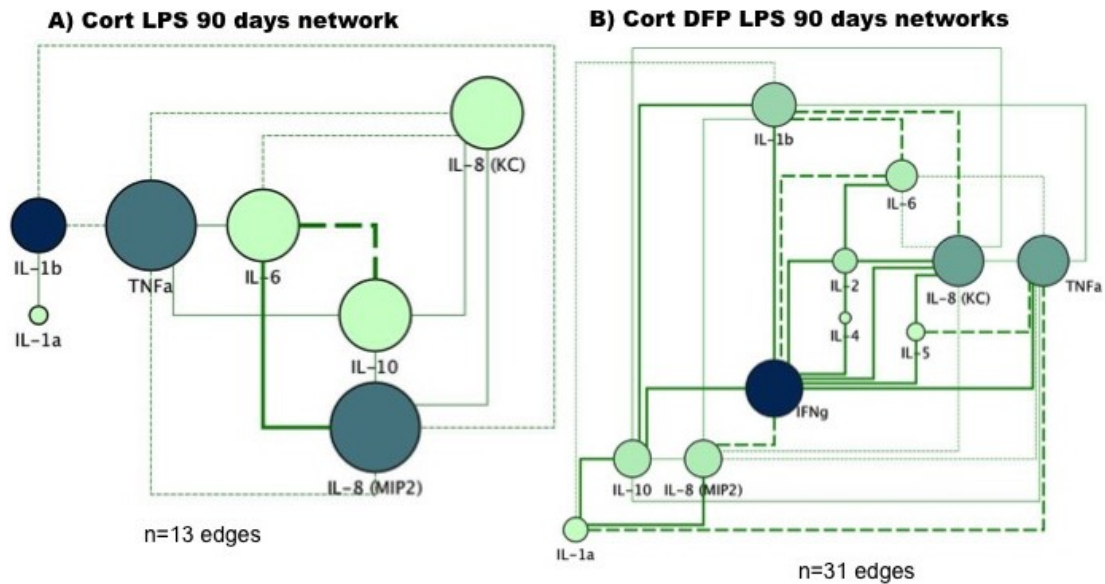 A) Cort LPS 90 days network
IL-8 (KC)
IL-1b
TNFa
IL-6
IL-1a
IL-10
IL-8 (MIP2)
n=13 edges
B) Cort DFP LPS 90 days networks
IL-1b
IL-6
IL-2
IL-8 (KC)
TNFa
IL-4
IL-5
IFNg
IL-10
IL-8 (MIP2)
IL-1a
n=31 edges